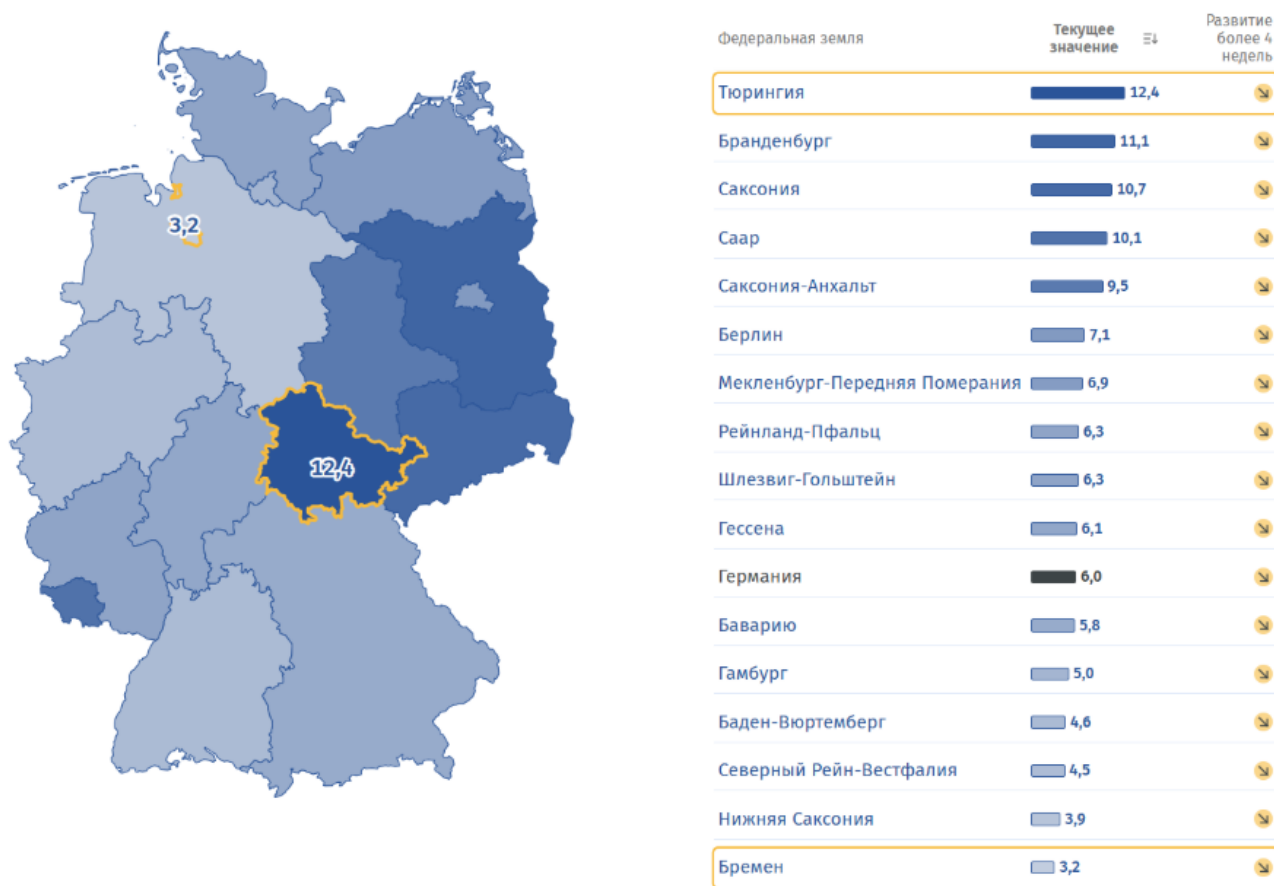 Федеральная земля
Текущее
значение
Развитие
более 4
недель
Тюрингия 12,4
Бранденбург 11,1
Саксония 10,7
Саар 10,1
Саксония-Анхальт 9,5
Берлин 7,1
Мекленбург-Передняя Померания 6,9
Рейнланд-Пфальц 6,3
Шлезвиг-Гольштейн 6,3
Гессена 6,1
Германия 6,0
Баварию 5,8
Гамбург 5,0
Баден-Вюртемберг 4,6
Северный Рейн-Вестфалия 4,5
Нижняя Саксония 3,9
Бремен 3,2
3,2
12,4